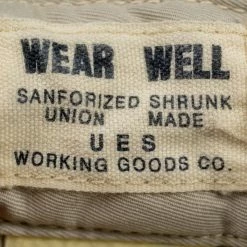 WEAR WELL
SANFORIZED SHRUNK
UNION MADE
UES
WORKING GOODS CO.